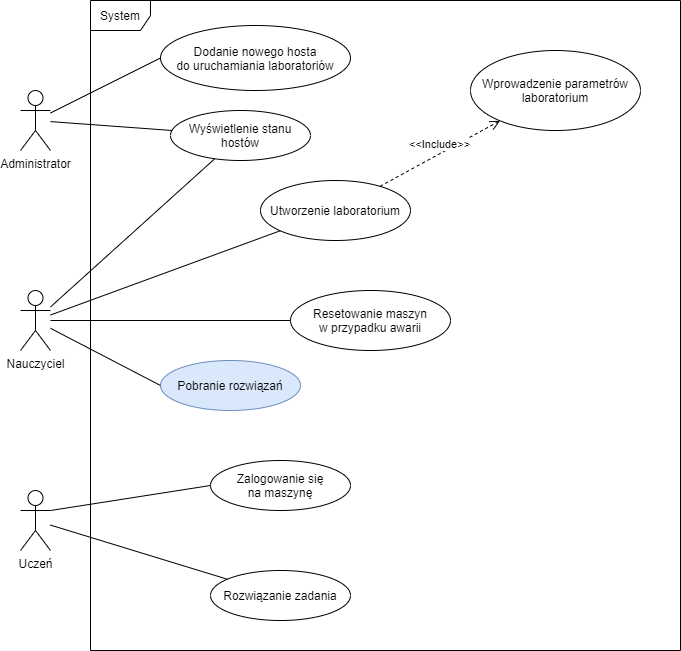 System
Dodanie nowego hosta
do uruchamiania laboratoriów
Wprowadzenie parametrów
laboratorium
Wyświetlenie stanu
hostów
<<Include>>
Administrator
Utworzenie laboratorium
Resetowanie maszyn
w przypadku awarii
Nauczyciel
Pobranie rozwiązań
Zalogowanie się
na maszynę
Uczeń
Rozwiązanie zadania